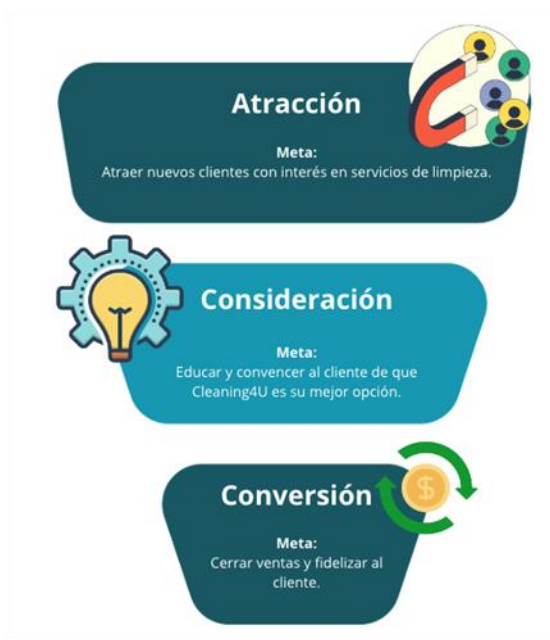 Atracción
Meta:
Atraer nuevos clientes con interés en servicios de limpieza.
Consideración
Meta:
Educar y convencer al cliente de que
Cleaning4U es su mejor opción.
Conversión
$
Meta:
Cerrar ventas y fidelizar al
cliente.